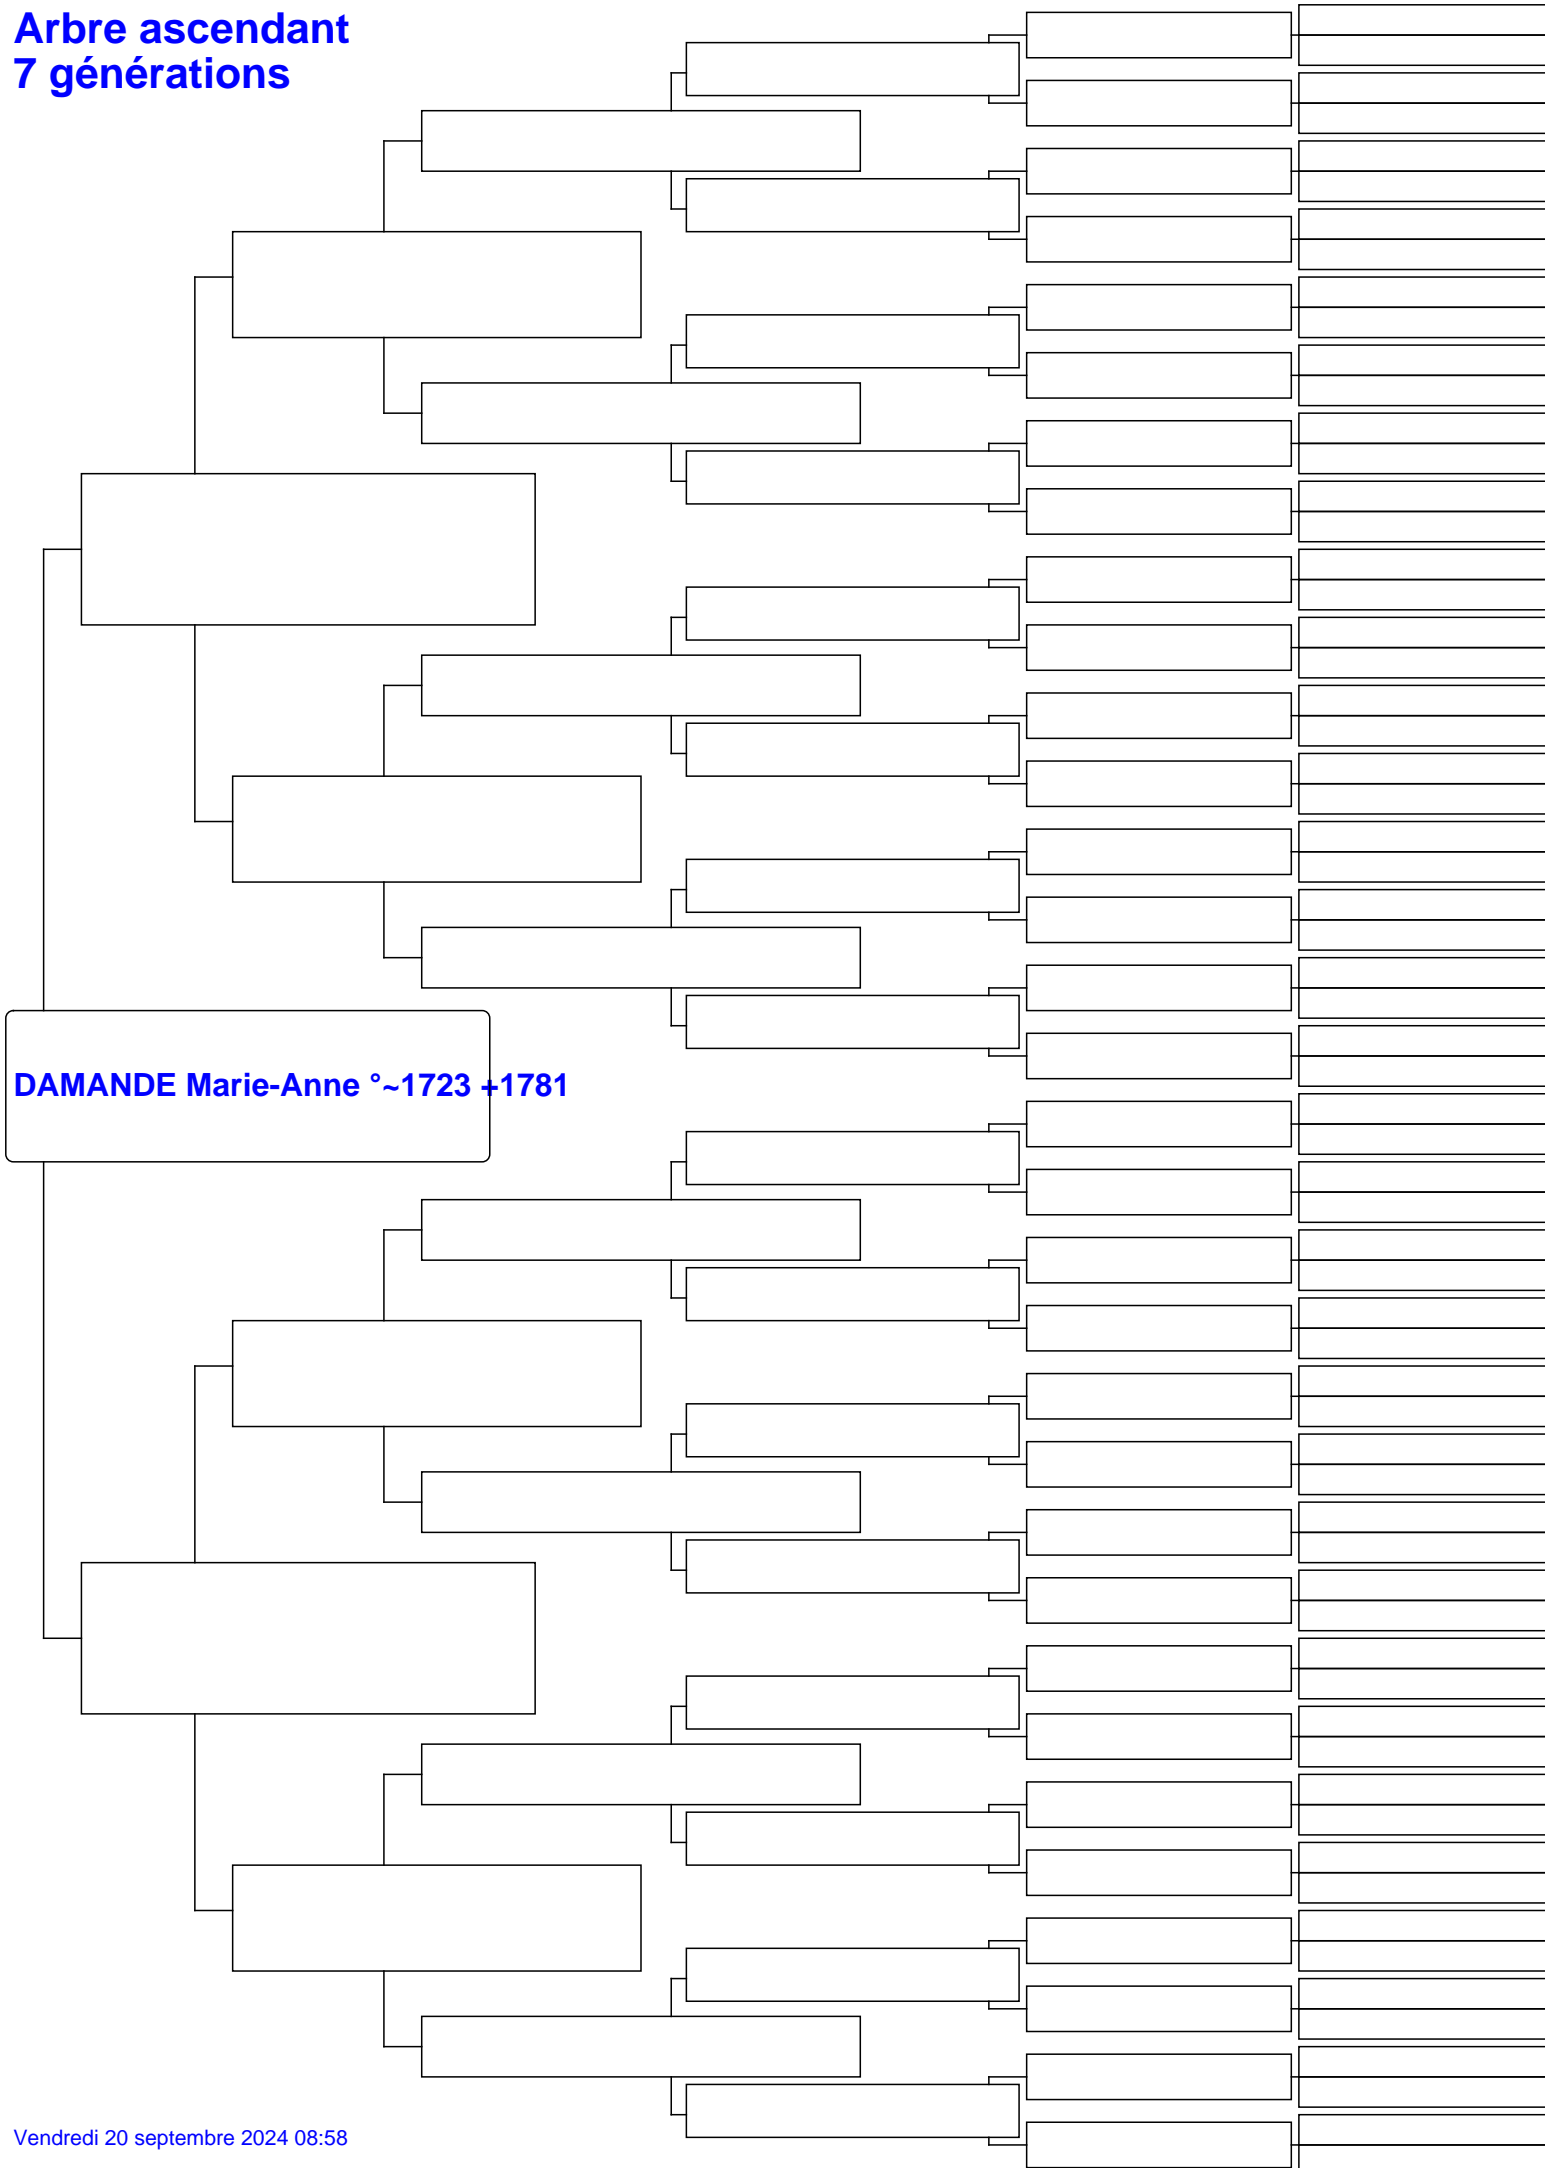 Arbre ascendant
7 générations
DAMANDE Marie-Anne °~1723 +1781
Vendredi 20 septembre 2024 08:58